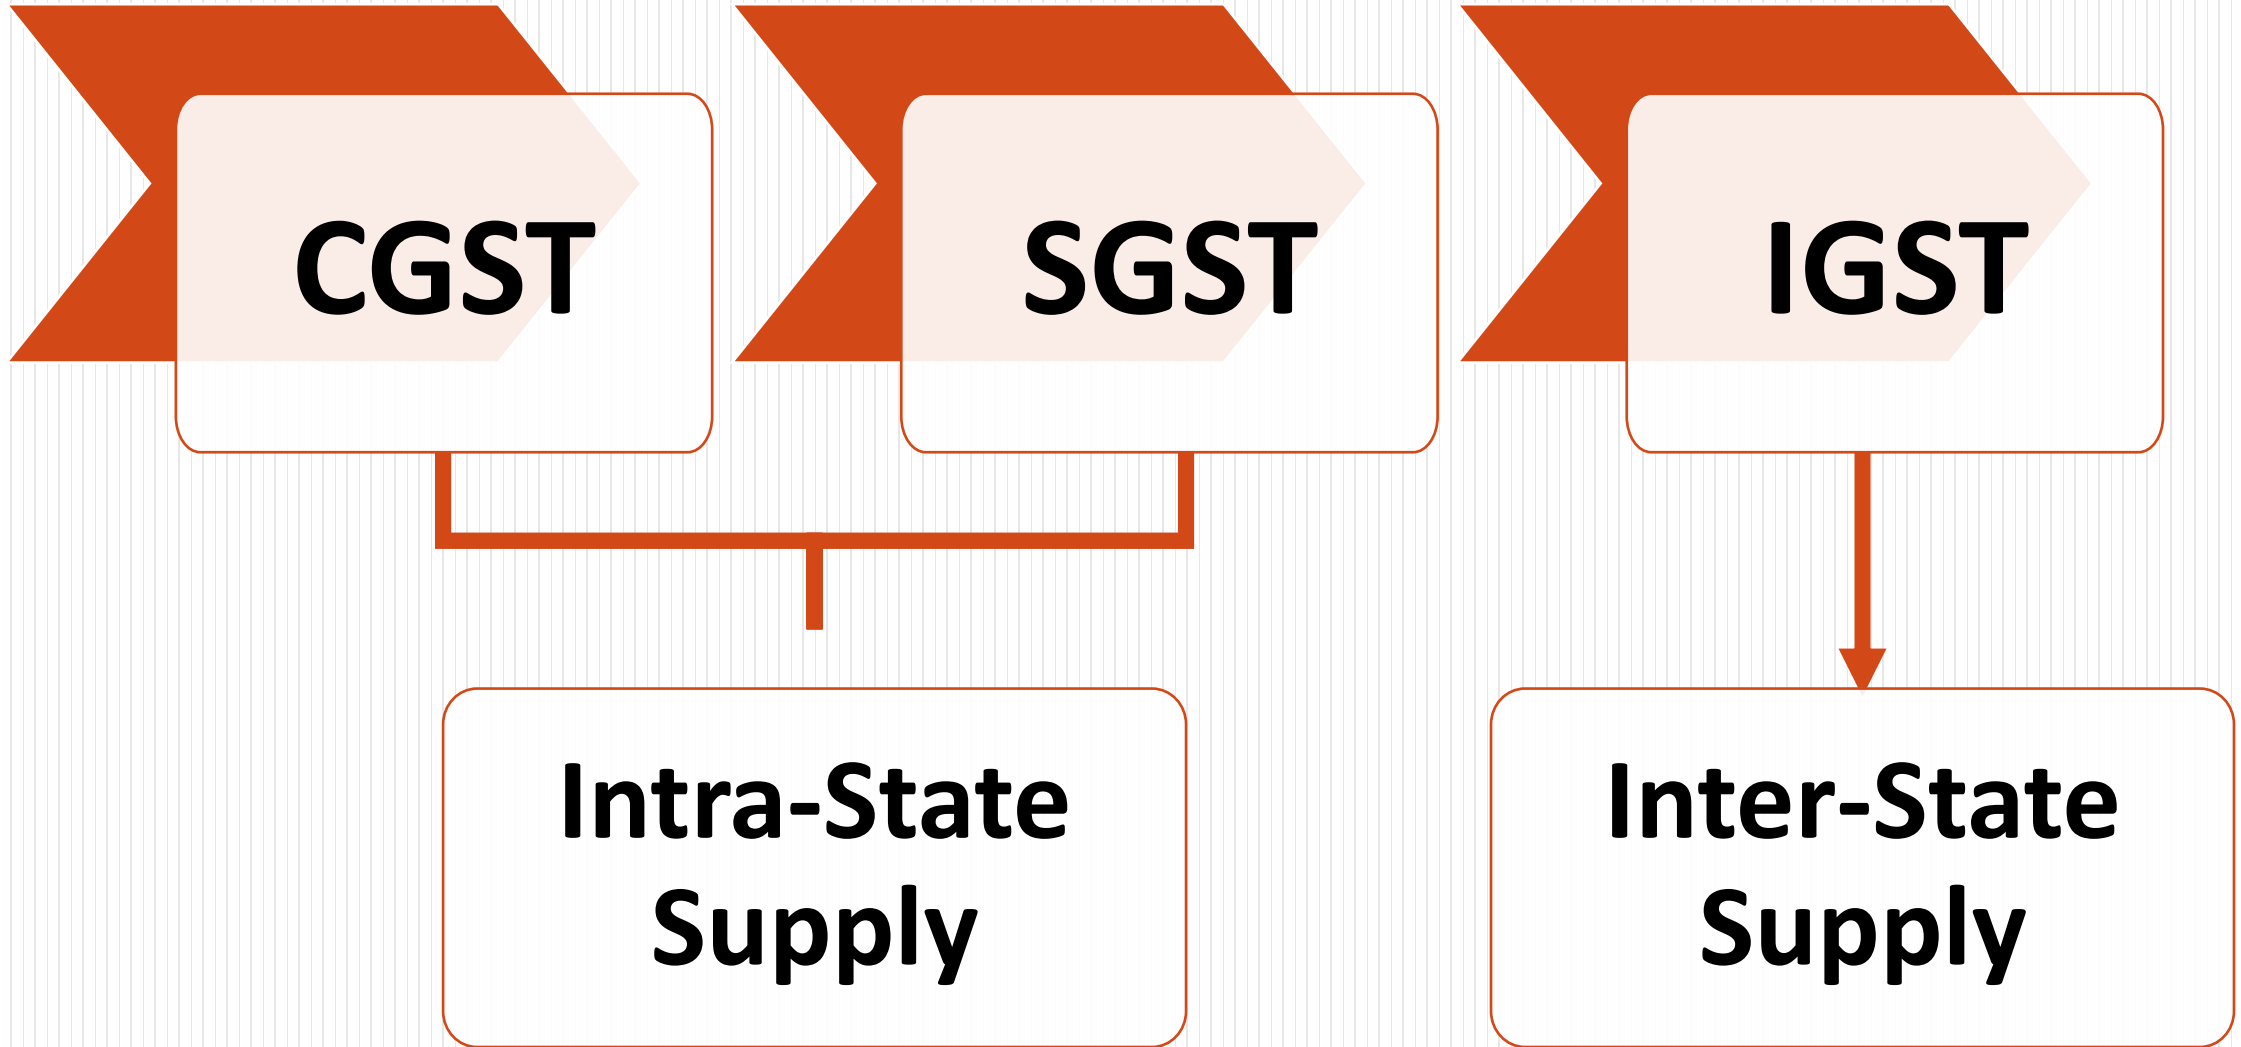 CGST
SGST
IGST
Intra-State
Supply
Inter-State
Supply